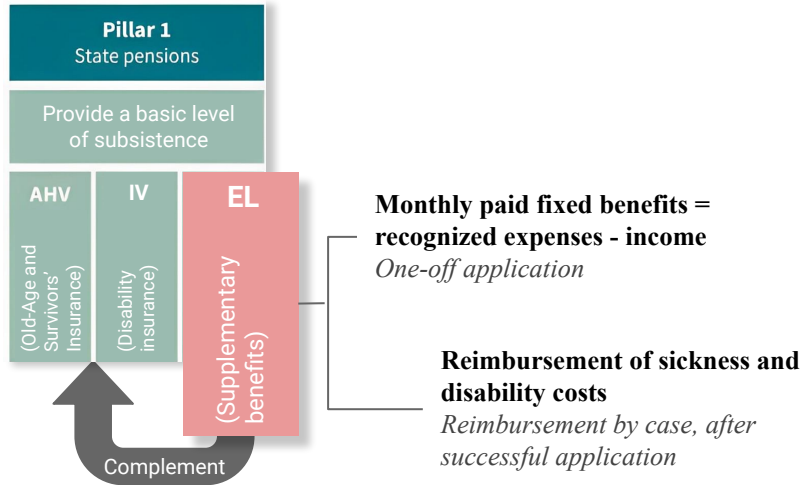 Pillar 1
State pensions
Provide a basic level
of subsistence
AHV
(Old-Age and
Survivors'
Insurance)
IV
(Disability
insurance)
EL
(Supplementary
benefits)
Complement
Monthly paid fixed benefits =
recognized expenses - income
One-off application
Reimbursement of sickness and
disability costs
Reimbursement by case, after
successful application